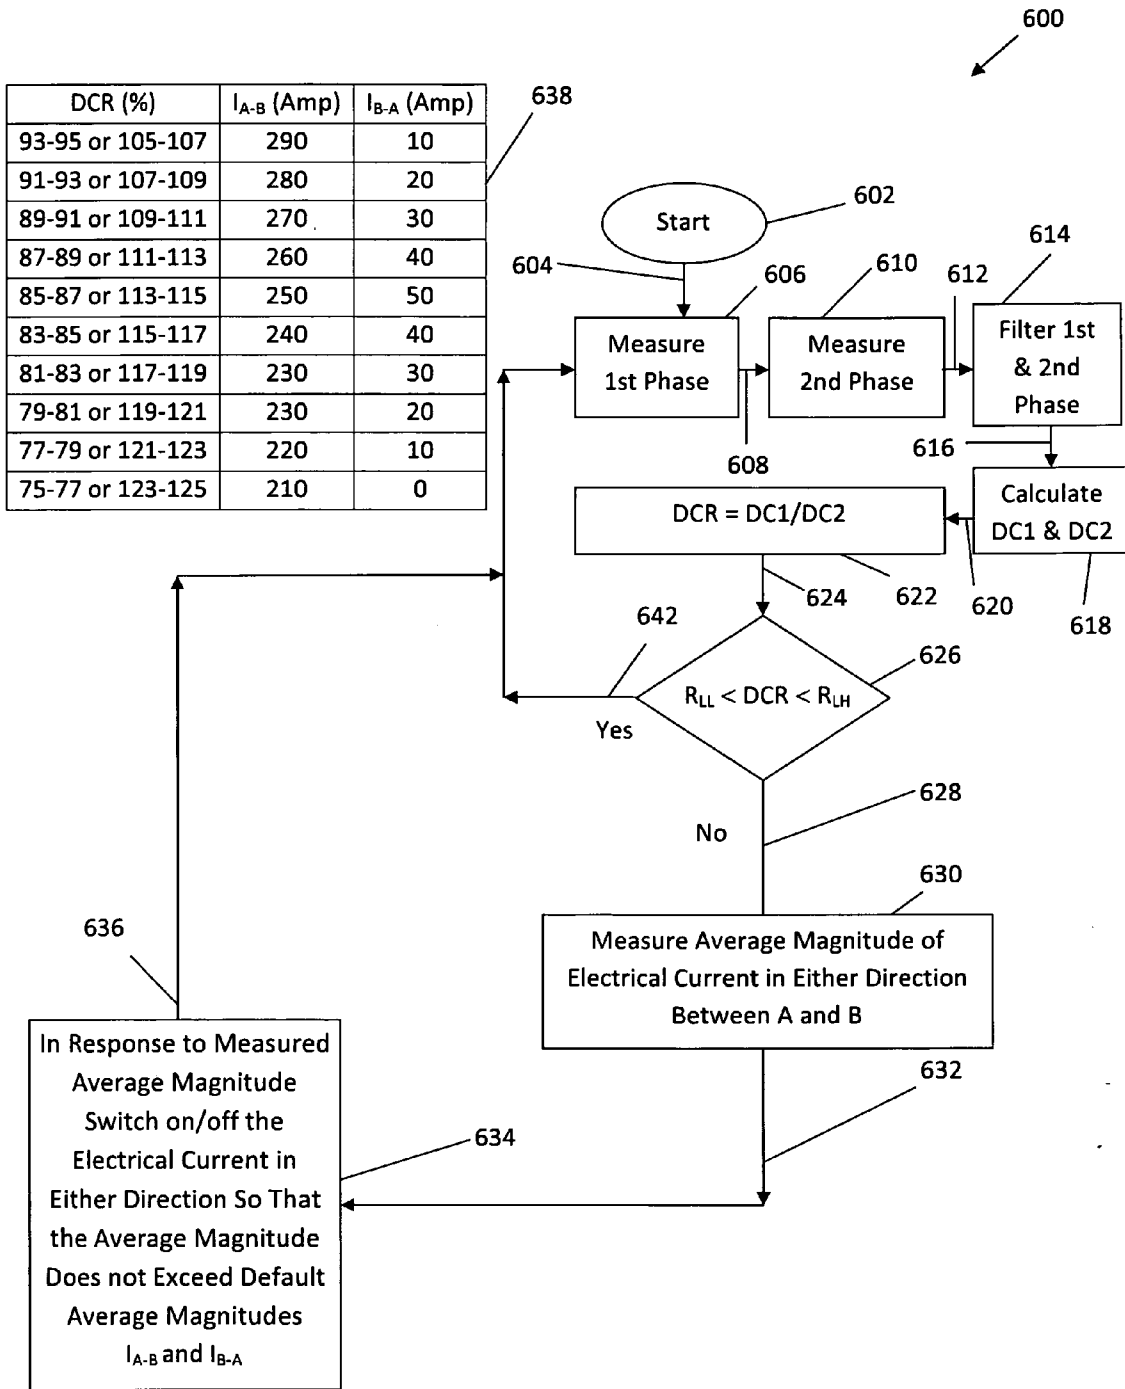 600
DCR (%) I_A-B (Amp) I_B-A (Amp)
93-95 or 105-107 290 10
91-93 or 107-109 280 20
89-91 or 109-111 270 30
87-89 or 111-113 260 40
85-87 or 113-115 250 50
83-85 or 115-117 240 40
81-83 or 117-119 230 30
79-81 or 119-121 230 20
77-79 or 121-123 220 10
75-77 or 123-125 210 0
638
Start
602
604
606
610
612
614
Measure
1st Phase
Measure
2nd Phase
Filter 1st
& 2nd
Phase
608
616
Calculate
DC1 & DC2
DCR = DC1/DC2
624
622
620
618
642
626
R_LL < DCR < R_LH
Yes
No
628
630
Measure Average Magnitude of
Electrical Current in Either Direction
Between A and B
632
634
636
In Response to Measured
Average Magnitude
Switch on/off the
Electrical Current in
Either Direction So That
the Average Magnitude
Does not Exceed Default
Average Magnitudes
I_A-B and I_B-A